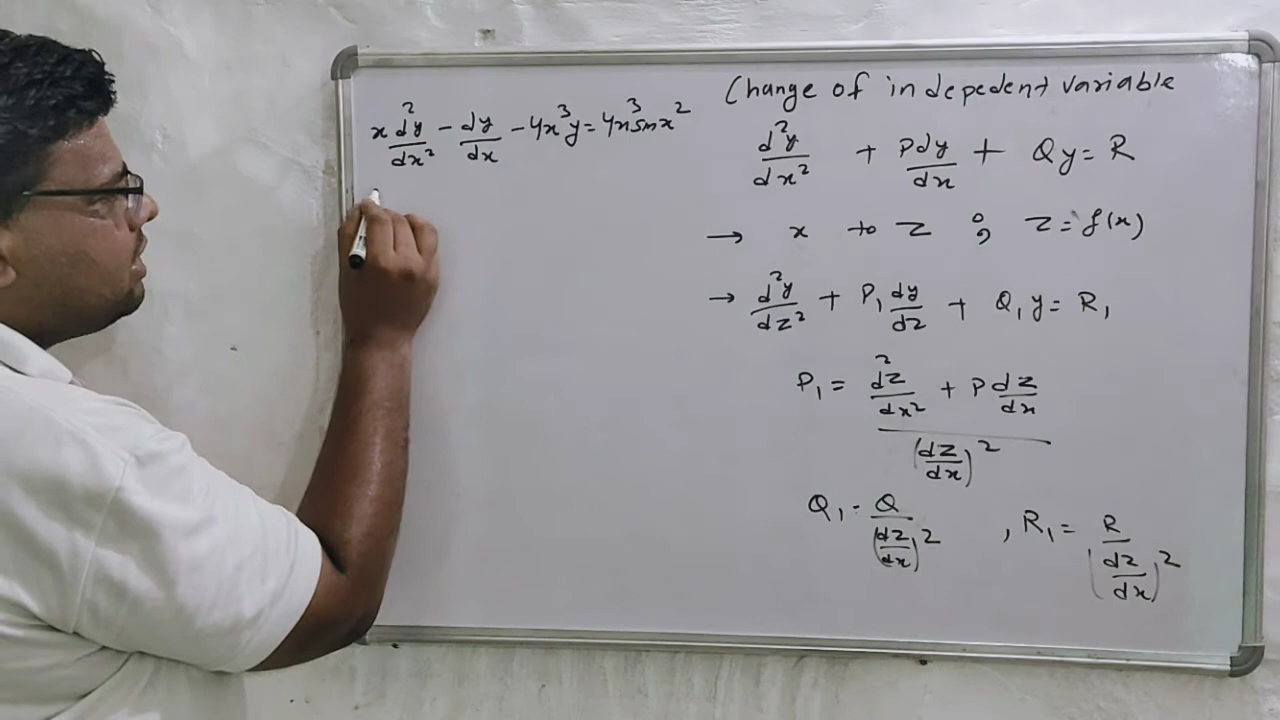 x d²y/dx² - dy/dx - 4x³y = 4x³sinx²
Change of indepedent variable
d²y/dx² + Pdy/dx + Qy = R
→ x to z ; z = f(x)
→ d²y/dz² + P₁ dy/dz + Q₁y = R₁
P₁ = (d²z/dx² + P dz/dx)/(dz/dx)²
Q₁ = Q/(dz/dx)² , R₁ = R/(dz/dx)²